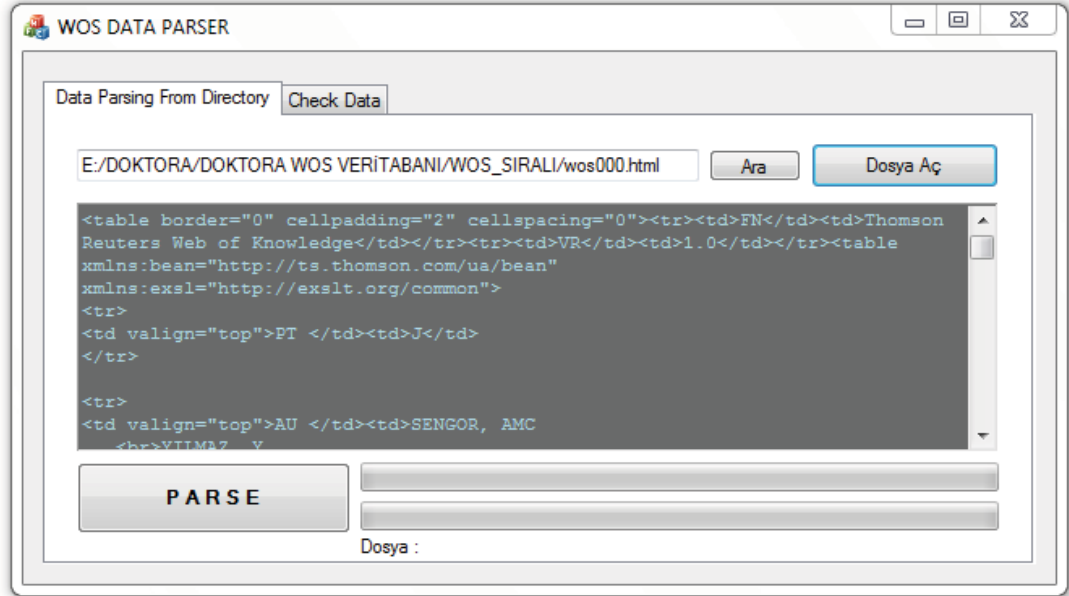 WOS DATA PARSER
Data Parsing From Directory
Check Data
E:/DOKTORA/DOKTORA WOS VERİTABANI/WOS_SIRALI/wos000.html
Ara
Dosya Aç
<table border="0" cellpadding="2" cellspacing="0"><tr><td>FN</td><td>Thomson
Reuters Web of Knowledge</td></tr><tr><td>VR</td><td>1.0</td></tr><table
xmlns:bean="http://ts.thomson.com/ua/bean"
xmlns:exsl="http://exslt.org/common">
<tr>
<td valign="top">PT </td><td>J</td>
</tr>
<tr>
<td valign="top">AU </td><td>SENGOR, AMC
<br>YILMAZ, Y
PARSE
Dosya :